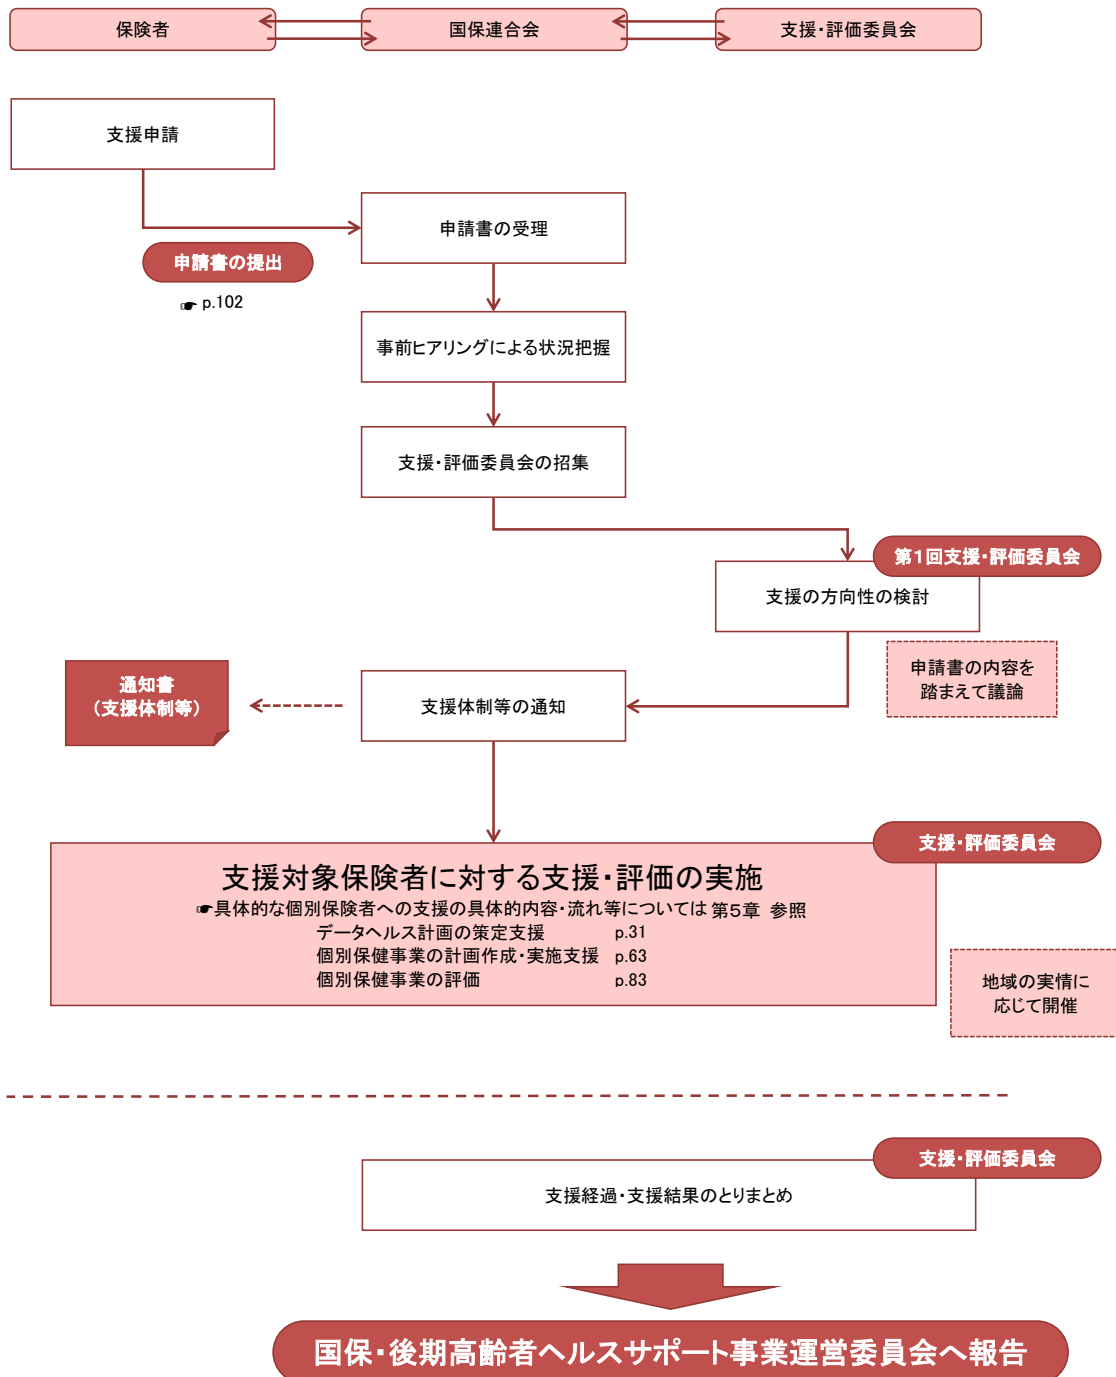 保険者
国保連合会
支援・評価委員会
支援申請
申請書の受理
申請書の提出
☛ p.102
事前ヒアリングによる状況把握
支援・評価委員会の招集
第1回支援・評価委員会
支援の方向性の検討
申請書の内容を
踏まえて議論
通知書
（支援体制等）
支援体制等の通知
支援・評価委員会
支援対象保険者に対する支援・評価の実施
☛具体的な個別保険者への支援の具体的内容・流れ等については 第5章 参照
データヘルス計画の策定支援 p.31
個別保健事業の計画作成・実施支援 p.63
個別保健事業の評価 p.83
地域の実情に
応じて開催
支援・評価委員会
支援経過・支援結果のとりまとめ
国保・後期高齢者ヘルスサポート事業運営委員会へ報告